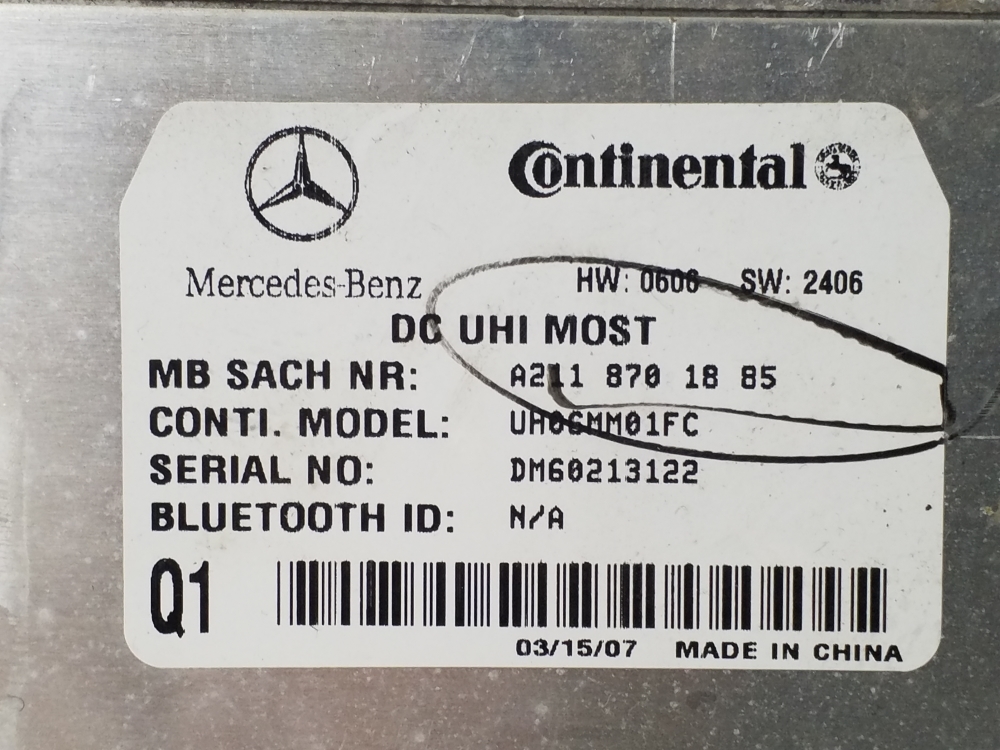 Continental
Mercedes-Benz
HW: 0606 SW: 2406
DC UHI MOST
MB SACH NR: A211 870 18 85
CONTI. MODEL: UH06MM01FC
SERIAL NO: DM60213122
BLUETOOTH ID: N/A
Q1
03/15/07 MADE IN CHINA